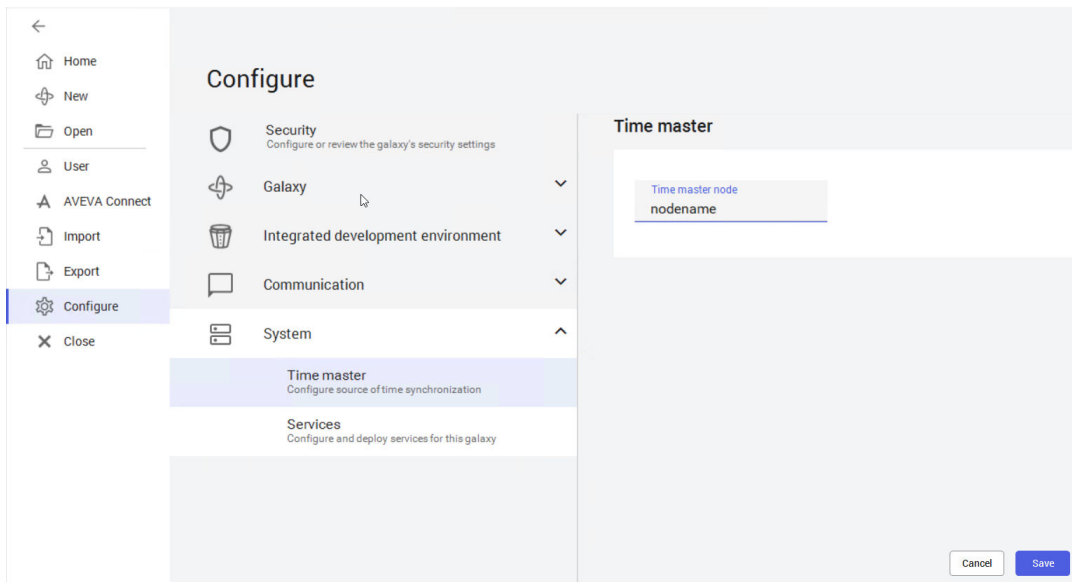 Home
New
Open
User
AVEVA Connect
Import
Export
Configure
Close
Configure
Security
Configure or review the galaxy's security settings
Galaxy
Integrated development environment
Communication
System
Time master
Configure source of time synchronization
Services
Configure and deploy services for this galaxy
Time master
Time master node
nodename
Cancel
Save